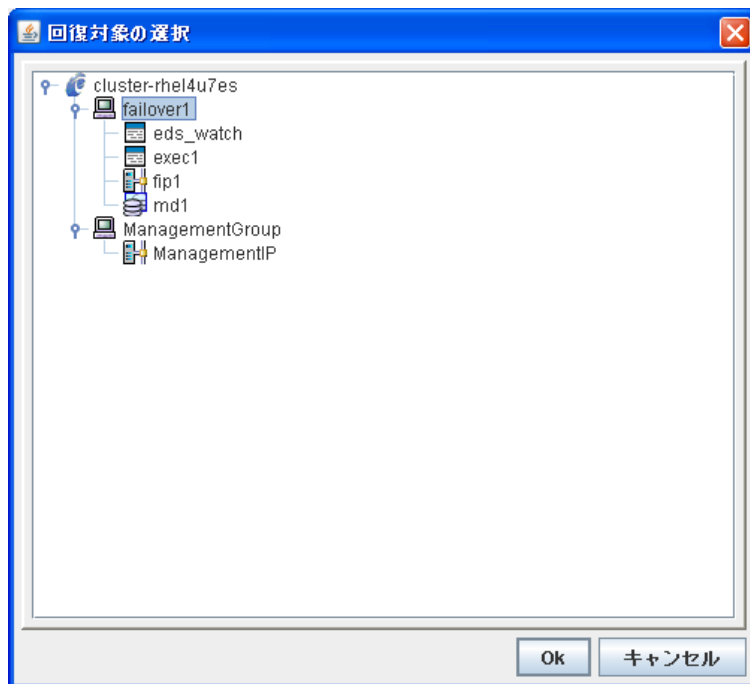 回復対象の選択
cluster-rhel4u7es
failover1
eds_watch
exec1
fip1
md1
ManagementGroup
ManagementIP
Ok
キャンセル